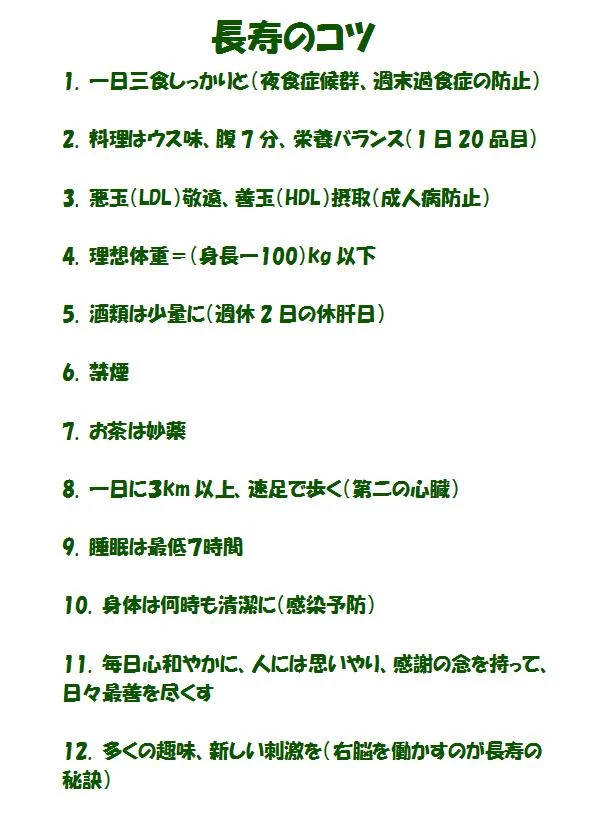 長寿のコツ
1. 一日三食しっかりと（夜食症候群、週末過食症の防止）
2. 料理はウス味、腹7分、栄養バランス（1日20品目）
3. 悪玉（LDL）敬遠、善玉（HDL）摂取（成人病防止）
4. 理想体重＝（身長ー100）Kg以下
5. 酒類は少量に（週休2日の休肝日）
6. 禁煙
7. お茶は妙薬
8. 一日に3Km以上、速足で歩く（第二の心臓）
9. 睡眠は最低7時間
10. 身体は何時も清潔に（感染予防）
11. 毎日心和やかに、人には思いやり、感謝の念を持って、
日々最善を尽くす
12. 多くの趣味、新しい刺激を（右脳を働かすのが長寿の
秘訣）